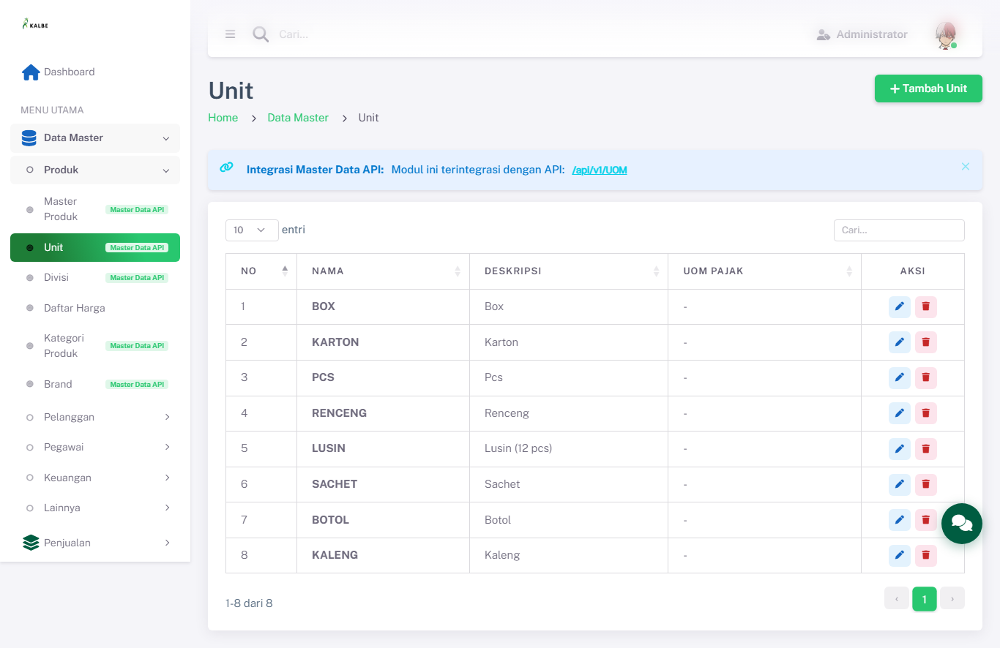 KALBE
Dashboard
MENU UTAMA
Data Master
Produk
Master
Produk
Master Data API
Unit
Master Data API
Divisi
Master Data API
Daftar Harga
Kategori
Produk
Master Data API
Brand
Master Data API
Pelanggan
Pegawai
Keuangan
Lainnya
Penjualan
Cari...
Administrator
Unit
Tambah Unit
Home > Data Master > Unit
Integrasi Master Data API: Modul ini terintegrasi dengan API: /api/v1/UOM
10 entri
Cari...
NO NAMA DESKRIPSI UOM PAJAK AKSI
1 BOX Box -
2 KARTON Karton -
3 PCS Pcs -
4 RENCENG Renceng -
5 LUSIN Lusin (12 pcs) -
6 SACHET Sachet -
7 BOTOL Botol -
8 KALENG Kaleng -
1-8 dari 8
‹ 1 ›